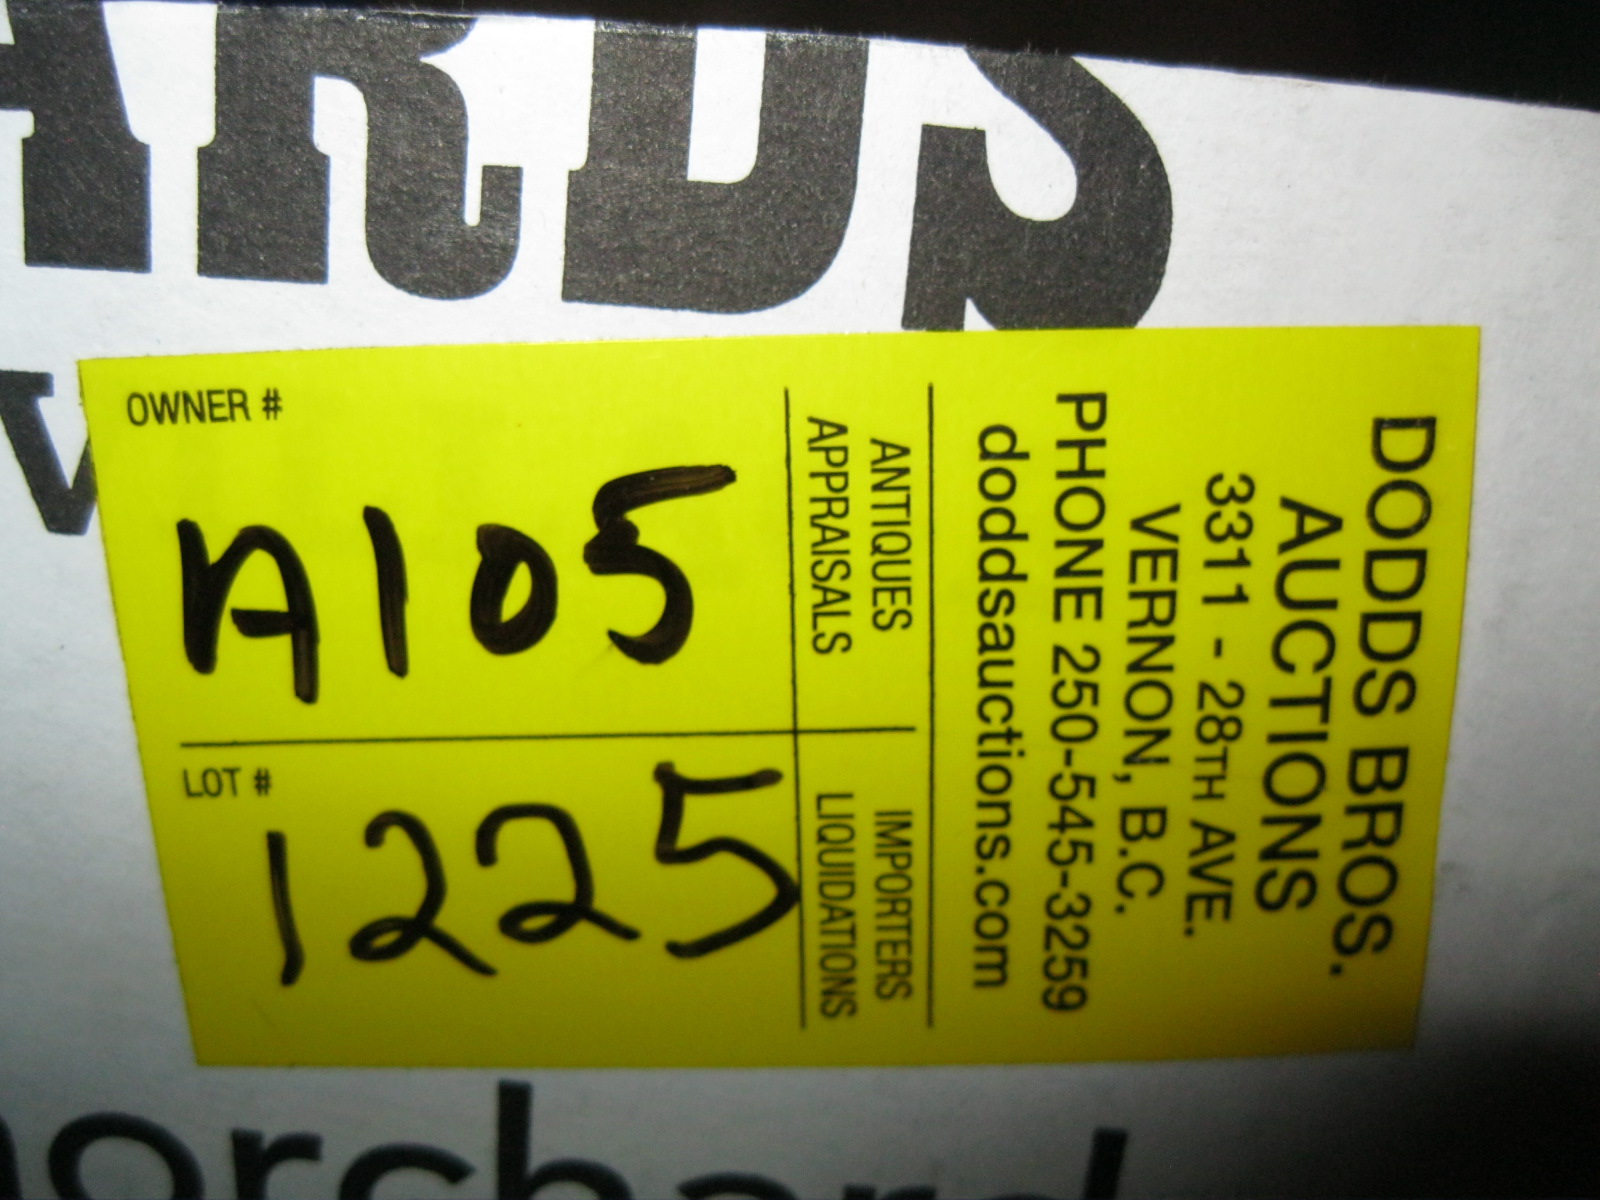 ARDS
DODDS BROS.
AUCTIONS
3311 - 28TH AVE.
VERNON, B.C.
PHONE 250-545-3259
doddsauctions.com
ANTIQUES IMPORTERS
APPRAISALS LIQUIDATIONS
OWNER #
A105
LOT #
1225
orchard